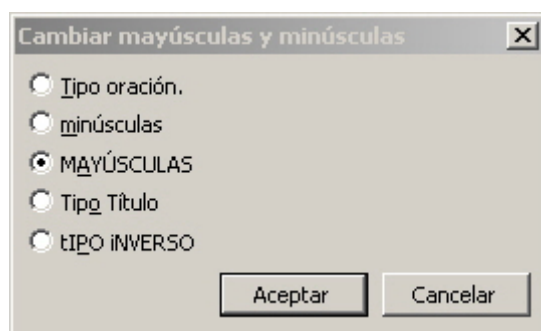 Cambiar mayúsculas y minúsculas
Tipo oración.
minúsculas
MAYÚSCULAS
Tipo Título
tIPO iNVERSO
Aceptar Cancelar